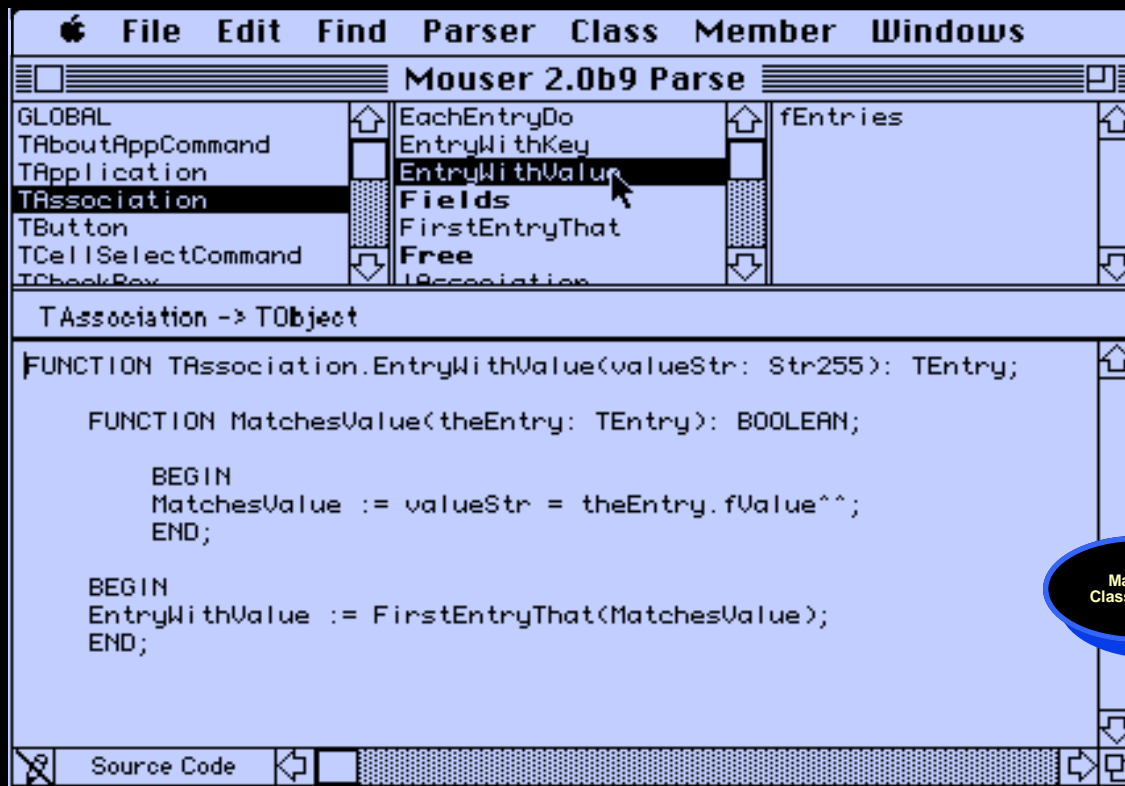 File Edit Find Parser Class Member Windows
Mouser 2.0b9 Parse
GLOBAL
TAboutAppCommand
TApplication
TAssociation
TButton
TCellSelectCommand
TCheckBox
EachEntryDo
EntryWithKey
EntryWithValue
Fields
FirstEntryThat
Free
IAssociation
fEntries
TAssociation -> TObject
FUNCTION TAssociation.EntryWithValue(valueStr: Str255): TEntry;
FUNCTION MatchesValue(theEntry: TEntry): BOOLEAN;
BEGIN
MatchesValue := valueStr = theEntry.fValue^^;
END;
BEGIN
EntryWithValue := FirstEntryThat(MatchesValue);
END;
Source Code